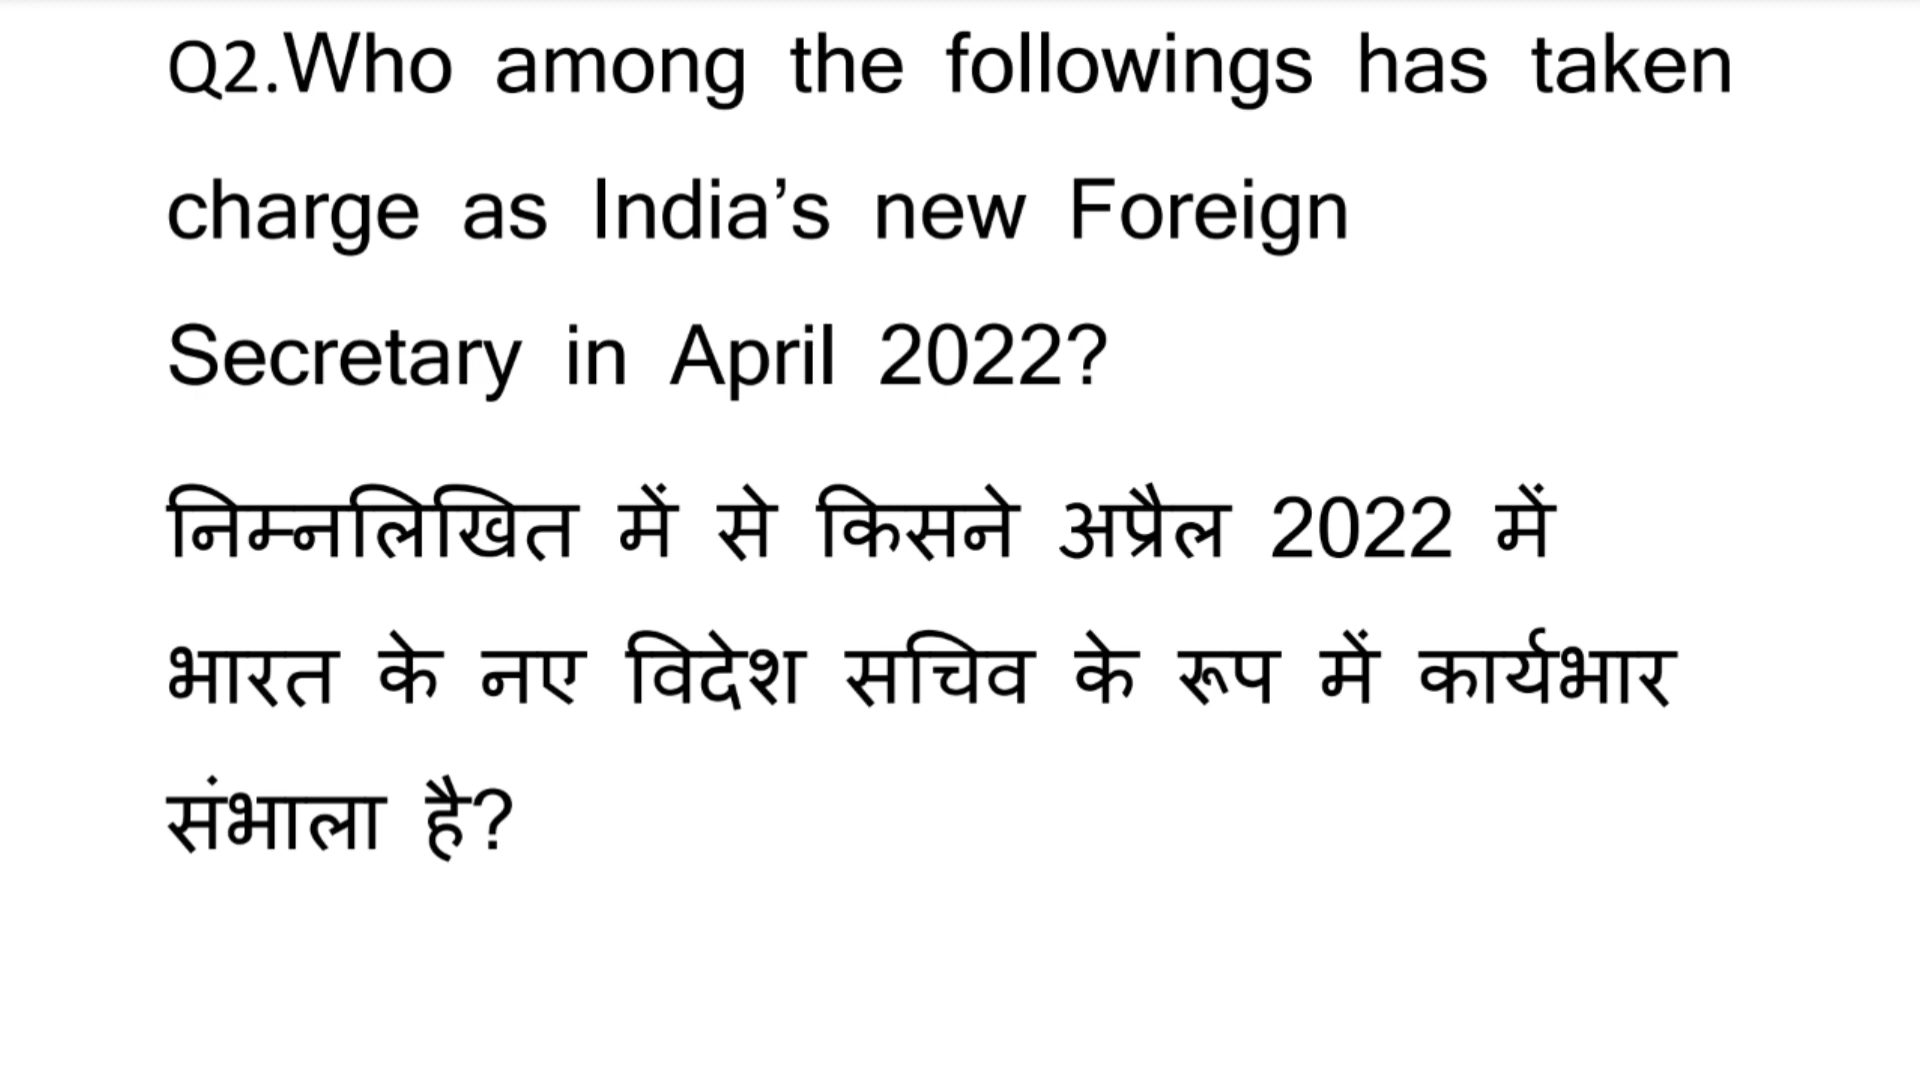 Q2.Who among the followings has taken
charge as India’s new Foreign
Secretary in April 2022?
निम्नलिखित में से किसने अप्रैल 2022 में
भारत के नए विदेश सचिव के रूप में कार्यभार
संभाला है?